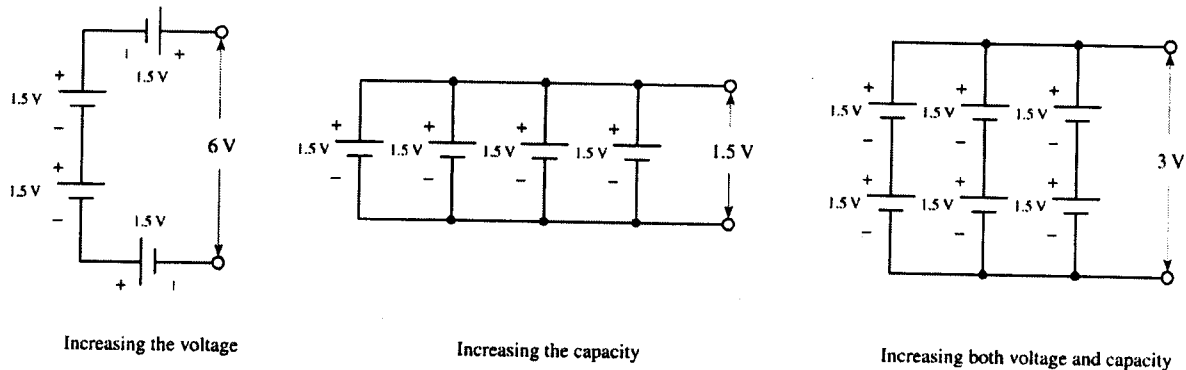 | +
1.5 V
+
1.5 V
–
6 V
+
1.5 V
–
1.5 V
+ |
Increasing the voltage
+ + + +
1.5 V 1.5 V 1.5 V 1.5 V
– – – –
1.5 V
Increasing the capacity
+ + +
1.5 V 1.5 V 1.5 V
– – –
3 V
+ + +
1.5 V 1.5 V 1.5 V
– – –
Increasing both voltage and capacity